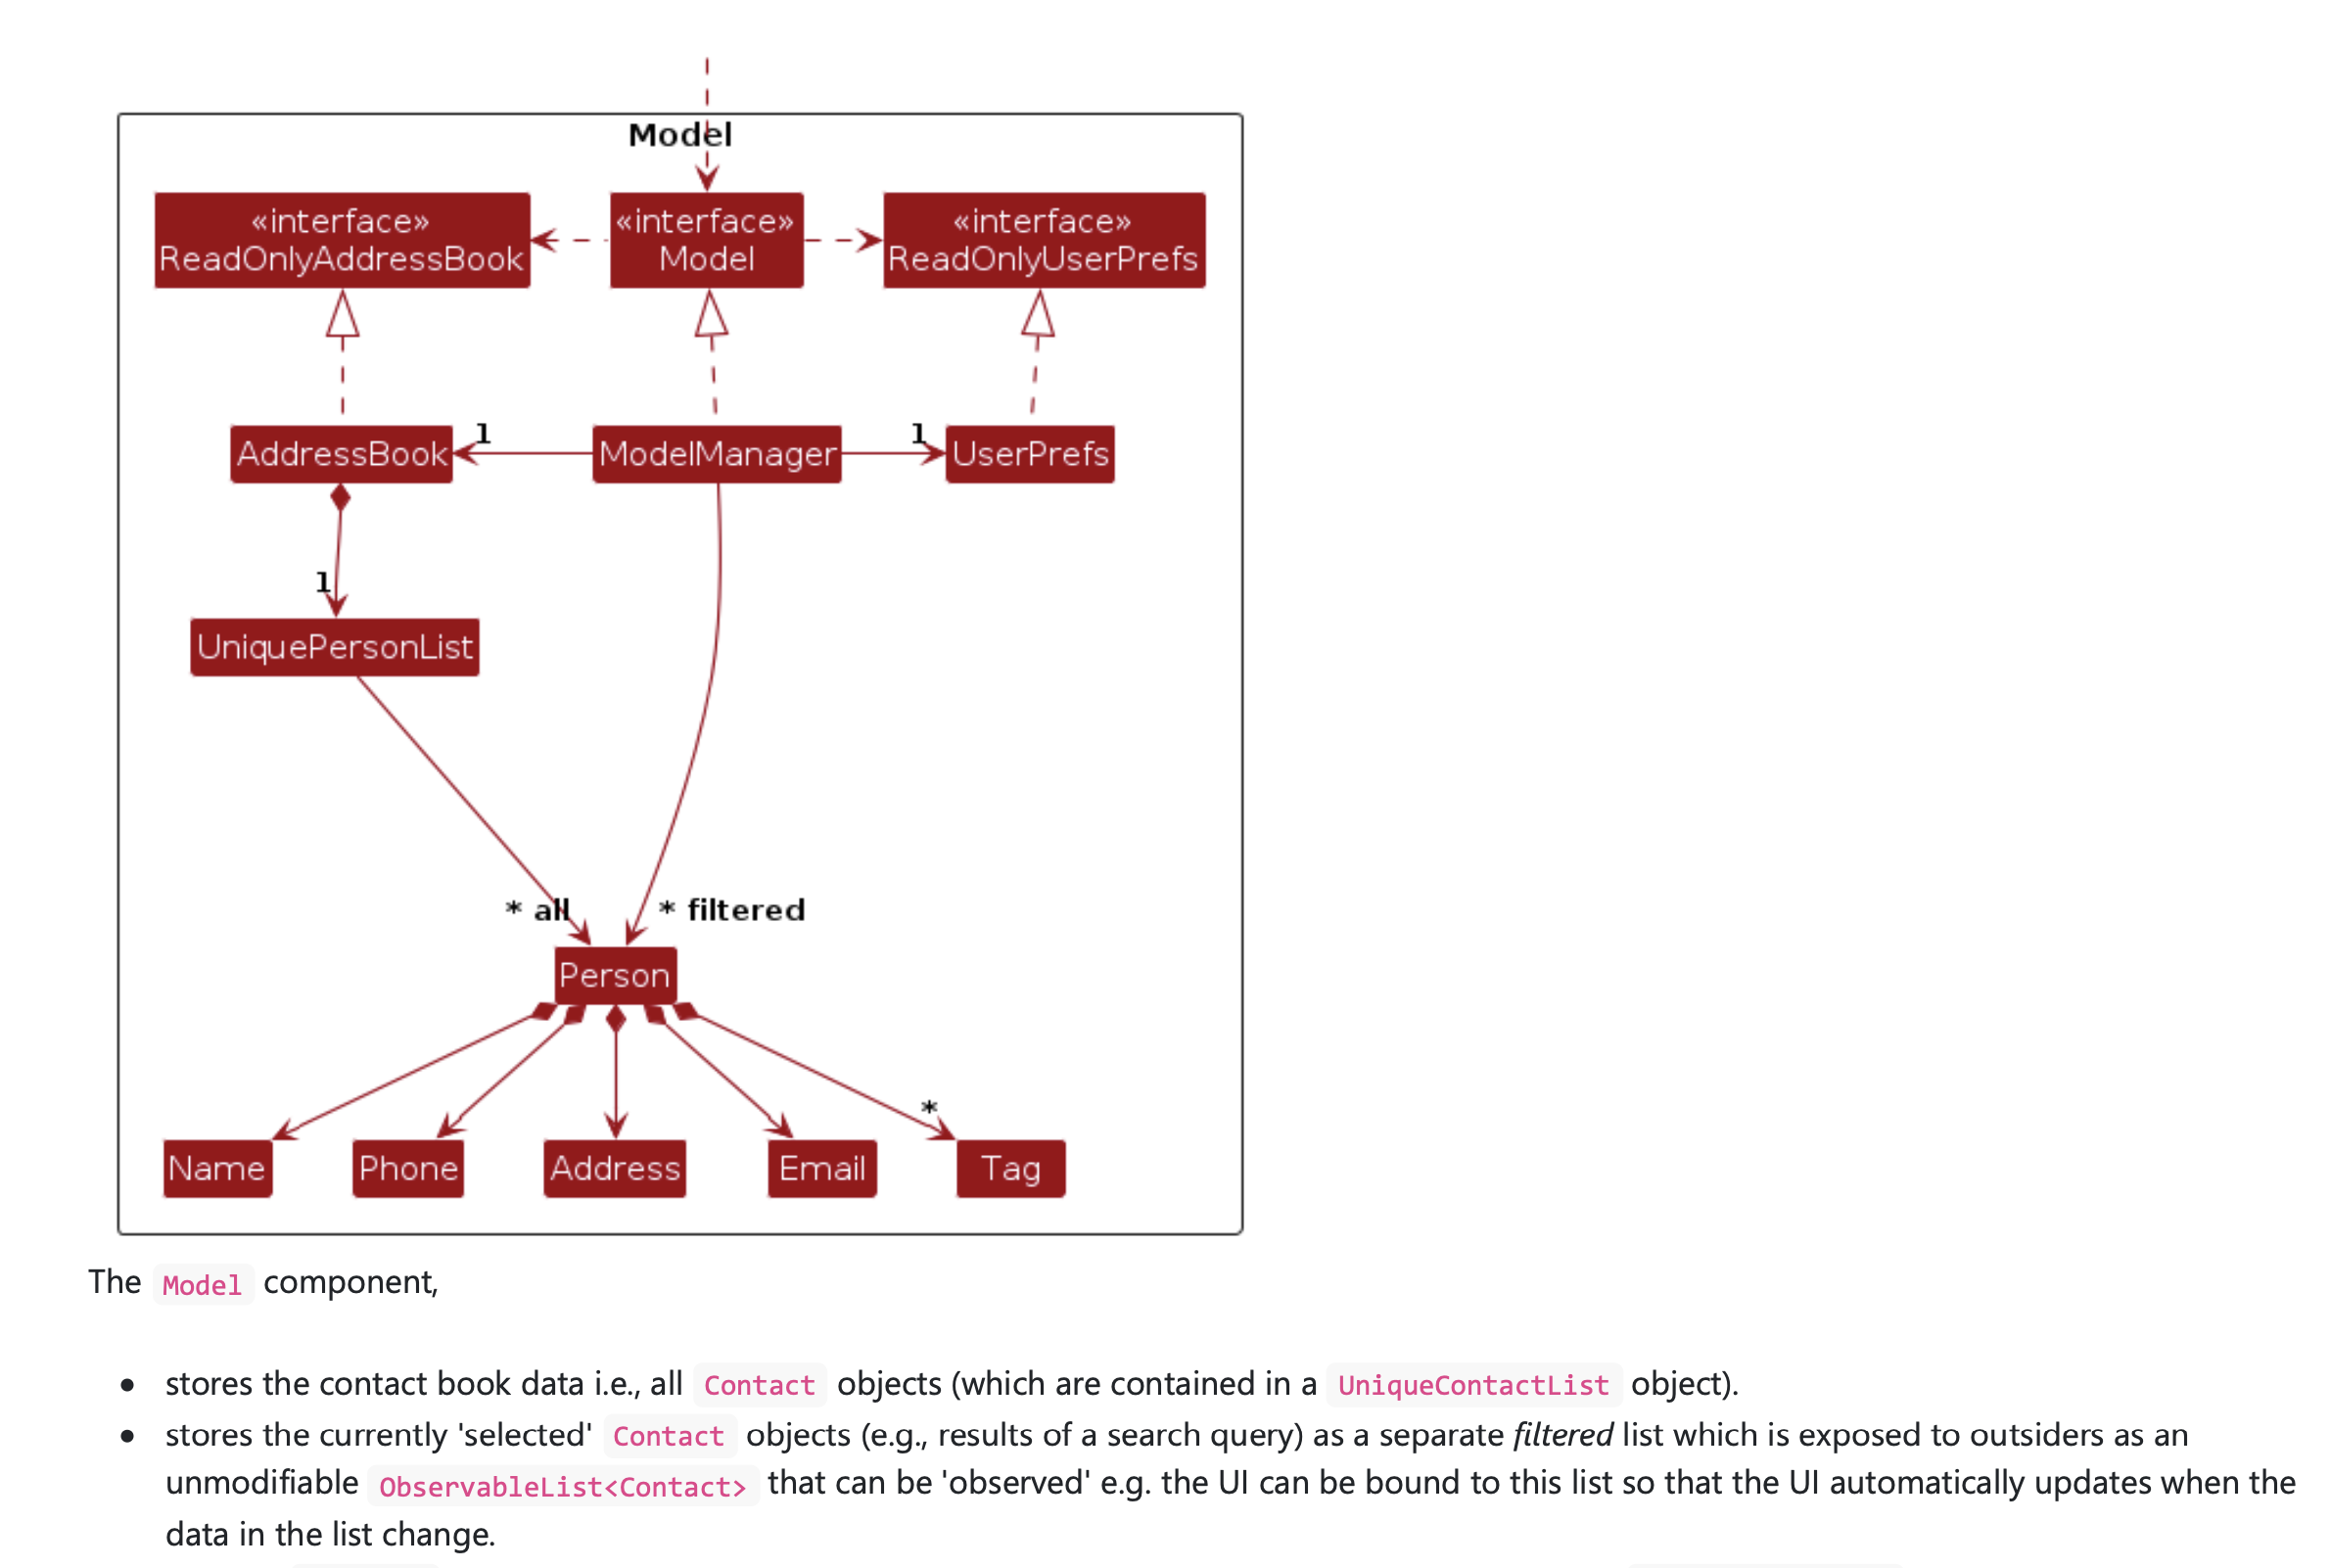 Model
«interface»
ReadOnlyAddressBook
«interface»
Model
«interface»
ReadOnlyUserPrefs
AddressBook
1
ModelManager
1
UserPrefs
1
UniquePersonList
* all
* filtered
Person
*
Name
Phone
Address
Email
Tag
The Model component,
• stores the contact book data i.e., all Contact objects (which are contained in a UniqueContactList object).
• stores the currently 'selected' Contact objects (e.g., results of a search query) as a separate filtered list which is exposed to outsiders as an
unmodifiable ObservableList<Contact> that can be 'observed' e.g. the UI can be bound to this list so that the UI automatically updates when the
data in the list change.